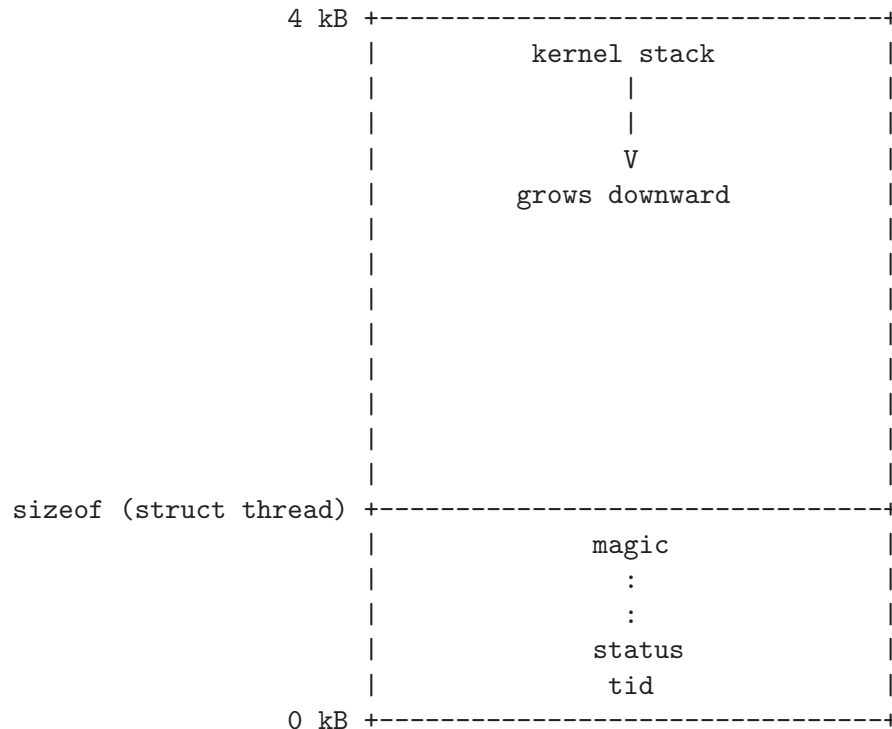 4 kB +---------------------------------+
| kernel stack |
| | |
| | |
| V |
| grows downward |
| |
| |
| |
| |
| |
| |
| |
| |
sizeof (struct thread) +---------------------------------+
| magic |
| : |
| : |
| status |
| tid |
0 kB +---------------------------------+